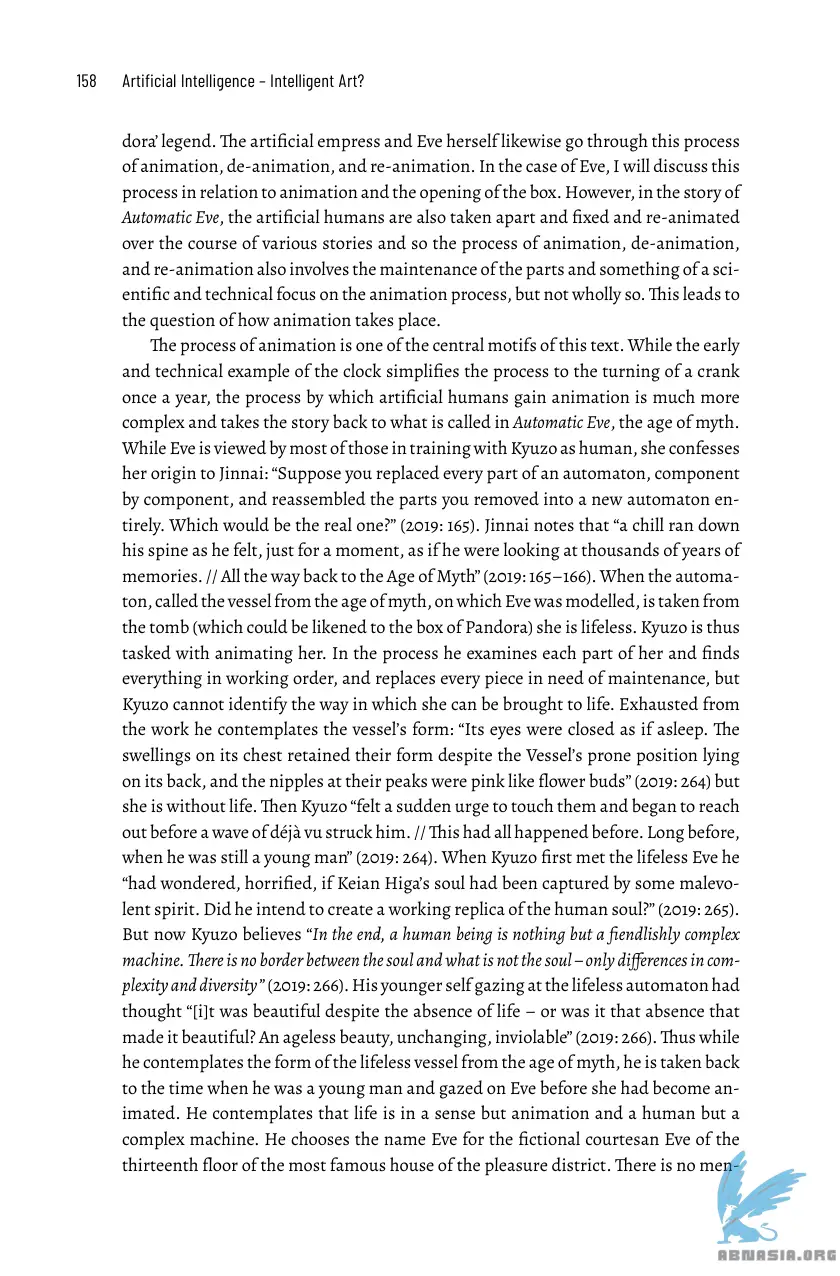 158 Artificial Intelligence – Intelligent Art?
dora’ legend. The artificial empress and Eve herself likewise go through this process
of animation, de-animation, and re-animation. In the case of Eve, I will discuss this
process in relation to animation and the opening of the box. However, in the story of
Automatic Eve, the artificial humans are also taken apart and fixed and re-animated
over the course of various stories and so the process of animation, de-animation,
and re-animation also involves the maintenance of the parts and something of a sci-
entific and technical focus on the animation process, but not wholly so. This leads to
the question of how animation takes place.
The process of animation is one of the central motifs of this text. While the early
and technical example of the clock simplifies the process to the turning of a crank
once a year, the process by which artificial humans gain animation is much more
complex and takes the story back to what is called in Automatic Eve, the age of myth.
While Eve is viewed by most of those in training with Kyuzo as human, she confesses
her origin to Jinnai: “Suppose you replaced every part of an automaton, component
by component, and reassembled the parts you removed into a new automaton en-
tirely. Which would be the real one?” (2019: 165). Jinnai notes that “a chill ran down
his spine as he felt, just for a moment, as if he were looking at thousands of years of
memories. // All the way back to the Age of Myth” (2019: 165–166). When the automa-
ton, called the vessel from the age of myth, on which Eve was modelled, is taken from
the tomb (which could be likened to the box of Pandora) she is lifeless. Kyuzo is thus
tasked with animating her. In the process he examines each part of her and finds
everything in working order, and replaces every piece in need of maintenance, but
Kyuzo cannot identify the way in which she can be brought to life. Exhausted from
the work he contemplates the vessel’s form: “Its eyes were closed as if asleep. The
swellings on its chest retained their form despite the Vessel’s prone position lying
on its back, and the nipples at their peaks were pink like flower buds” (2019: 264) but
she is without life. Then Kyuzo “felt a sudden urge to touch them and began to reach
out before a wave of déjà vu struck him. // This had all happened before. Long before,
when he was still a young man” (2019: 264). When Kyuzo first met the lifeless Eve he
“had wondered, horrified, if Keian Higa’s soul had been captured by some malevo-
lent spirit. Did he intend to create a working replica of the human soul?” (2019: 265).
But now Kyuzo believes “In the end, a human being is nothing but a fiendlishly complex
machine. There is no border between the soul and what is not the soul – only differences in com-
plexity and diversity” (2019: 266). His younger self gazing at the lifeless automaton had
thought “[i]t was beautiful despite the absence of life – or was it that absence that
made it beautiful? An ageless beauty, unchanging, inviolable” (2019: 266). Thus while
he contemplates the form of the lifeless vessel from the age of myth, he is taken back
to the time when he was a young man and gazed on Eve before she had become an-
imated. He contemplates that life is in a sense but animation and a human but a
complex machine. He chooses the name Eve for the fictional courtesan Eve of the
thirteenth floor of the most famous house of the pleasure district. There is no men-
ABNASIA.ORG